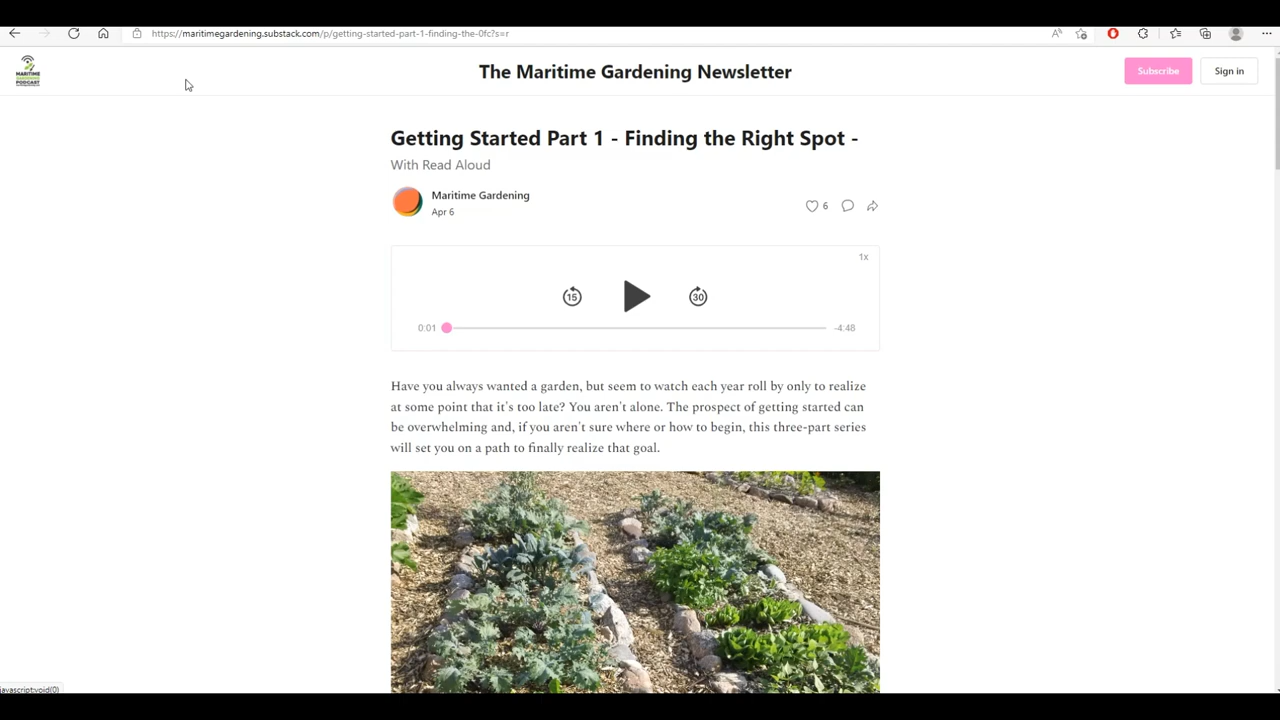 https://maritimegardening.substack.com/p/getting-started-part-1-finding-the-0fc?s=r
MARITIME
GARDENING
PODCAST
The Maritime Gardening Newsletter
Subscribe
Sign in
Getting Started Part 1 - Finding the Right Spot -
With Read Aloud
Maritime Gardening
Apr 6
6
1x
15
30
0:01
-4:48
Have you always wanted a garden, but seem to watch each year roll by only to realize
at some point that it's too late? You aren't alone. The prospect of getting started can
be overwhelming and, if you aren't sure where or how to begin, this three-part series
will set you on a path to finally realize that goal.
javascript:void(0)